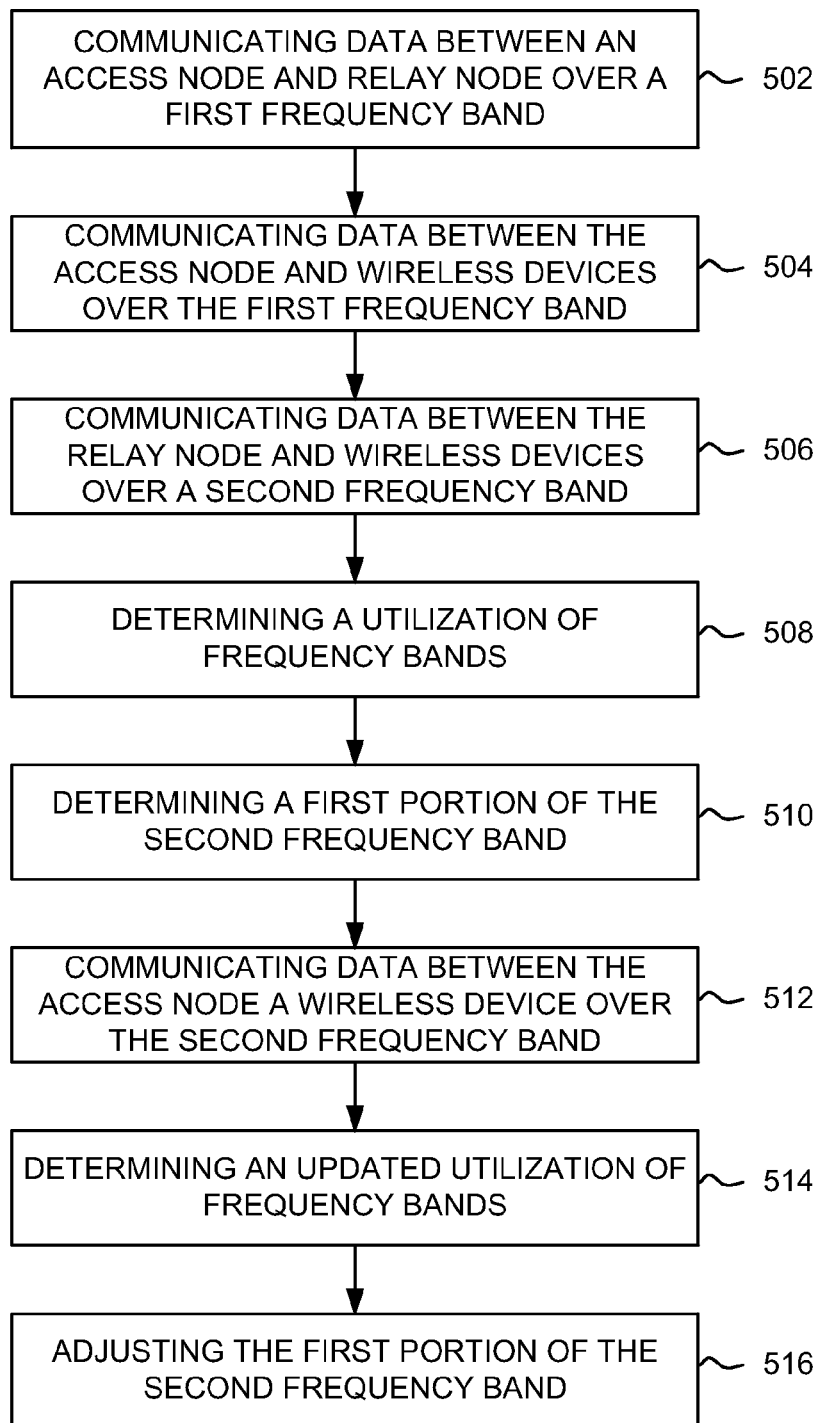 COMMUNICATING DATA BETWEEN AN
ACCESS NODE AND RELAY NODE OVER A
FIRST FREQUENCY BAND
502
COMMUNICATING DATA BETWEEN THE
ACCESS NODE AND WIRELESS DEVICES
OVER THE FIRST FREQUENCY BAND
504
COMMUNICATING DATA BETWEEN THE
RELAY NODE AND WIRELESS DEVICES
OVER A SECOND FREQUENCY BAND
506
DETERMINING A UTILIZATION OF
FREQUENCY BANDS
508
DETERMINING A FIRST PORTION OF THE
SECOND FREQUENCY BAND
510
COMMUNICATING DATA BETWEEN THE
ACCESS NODE A WIRELESS DEVICE OVER
THE SECOND FREQUENCY BAND
512
DETERMINING AN UPDATED UTILIZATION OF
FREQUENCY BANDS
514
ADJUSTING THE FIRST PORTION OF THE
SECOND FREQUENCY BAND
516